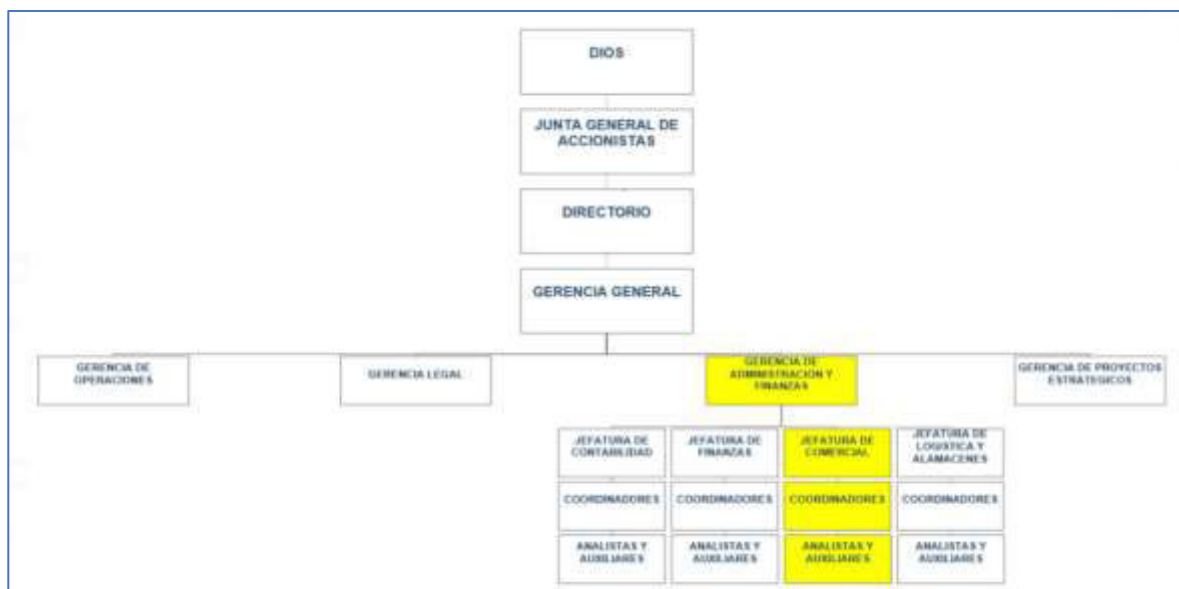 DIOS
JUNTA GENERAL DE
ACCIONISTAS
DIRECTORIO
GERENCIA GENERAL
GERENCIA DE
OPERACIONES
GERENCIA LEGAL
GERENCIA DE
ADMINISTRACIÓN Y
FINANZAS
GERENCIA DE PROYECTOS
ESTRATEGICOS
JEFATURA DE
CONTABILIDAD
JEFATURA DE
FINANZAS
JEFATURA DE
COMERCIAL
JEFATURA DE
LOGISTICA Y
ALAMACENES
COORDINADORES
COORDINADORES
COORDINADORES
COORDINADORES
ANALISTAS Y
AUXILIARES
ANALISTAS Y
AUXILIARES
ANALISTAS Y
AUXILIARES
ANALISTAS Y
AUXILIARES